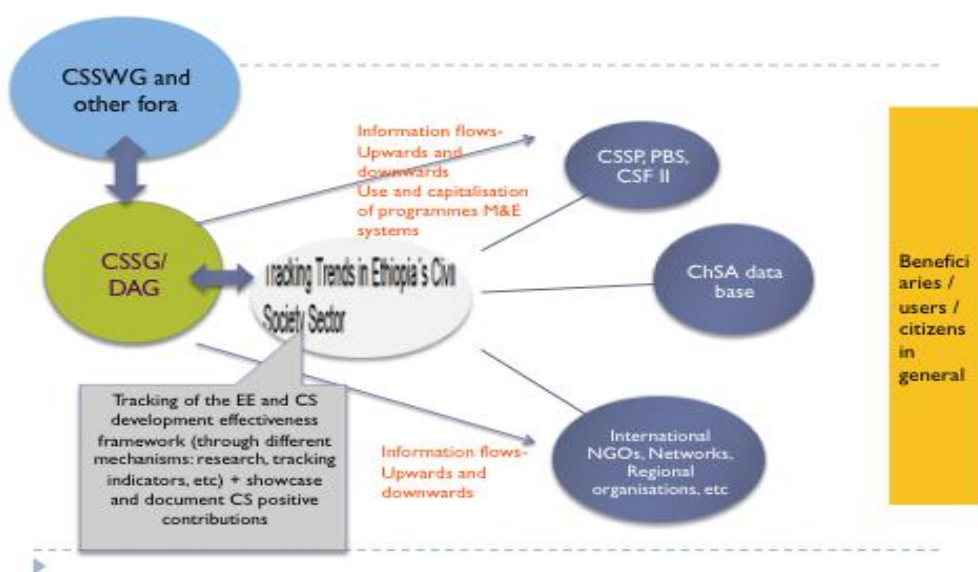 CSSWG and
other fora
Information flows-
Upwards and
downwards
Use and capitalisation
of programmes M&E
systems
CSSP, PBS,
CSF II
CSSG/
DAG
Tracking Trends in Ethiopia's Civil
Society Sector
ChSA data
base
Benefici
aries /
users /
citizens
in
general
Tracking of the EE and CS
development effectiveness
framework (through different
mechanisms: research, tracking
indicators, etc) + showcase
and document CS positive
contributions
Information flows-
Upwards and
downwards
International
NGOs, Networks,
Regional
organisations, etc